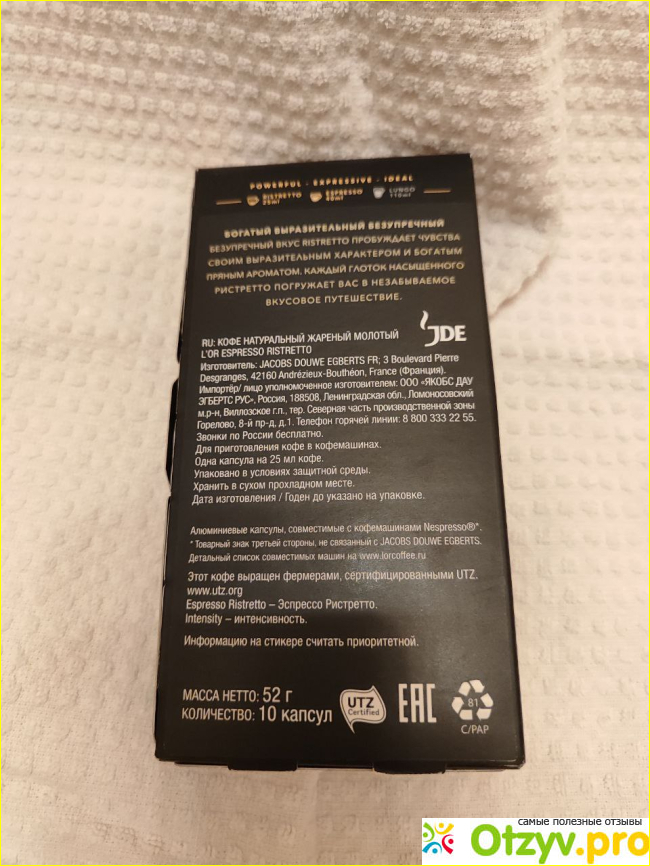 POWERFUL - EXPRESSIVE - IDEAL
RISTRETTO ESPRESSO LUNGO
25ml 40ml 110ml
БОГАТЫЙ ВЫРАЗИТЕЛЬНЫЙ БЕЗУПРЕЧНЫЙ
БЕЗУПРЕЧНЫЙ ВКУС RISTRETTO ПРОБУЖДАЕТ ЧУВСТВА
СВОИМ ВЫРАЗИТЕЛЬНЫМ ХАРАКТЕРОМ И БОГАТЫМ
ПРЯНЫМ АРОМАТОМ. КАЖДЫЙ ГЛОТОК НАСЫЩЕННОГО
РИСТРЕТТО ПОГРУЖАЕТ ВАС В НЕЗАБЫВАЕМОЕ
ВКУСОВОЕ ПУТЕШЕСТВИЕ.
JDE
RU: КОФЕ НАТУРАЛЬНЫЙ ЖАРЕНЫЙ МОЛОТЫЙ
L'OR ESPRESSO RISTRETTO
Изготовитель: JACOBS DOUWE EGBERTS FR; 3 Boulevard Pierre
Desgranges, 42160 Andrézieux-Bouthéon, France (Франция).
Импортёр/ лицо уполномоченное изготовителем: ООО «ЯКОБС ДАУ
ЭГБЕРТС РУС», Россия, 188508, Ленинградская обл., Ломоносовский
м.р-н, Виллозское г.п., тер. Северная часть производственной зоны
Горелово, 8-й пр-д, д.1. Телефон горячей линии: 8 800 333 22 55.
Звонки по России бесплатно.
Для приготовления кофе в кофемашинах.
Одна капсула на 25 мл кофе.
Упаковано в условиях защитной среды.
Хранить в сухом прохладном месте.
Дата изготовления / Годен до указано на упаковке.
Алюминиевые капсулы, совместимые с кофемашинами Nespresso®*.
* Товарный знак третьей стороны, не связанный с JACOBS DOUWE EGBERTS.
Детальный список совместимых машин на www.lorcoffee.ru
Этот кофе выращен фермерами, сертифицированными UTZ.
www.utz.org
Espresso Ristretto – Эспрессо Ристретто.
Intensity – интенсивность.
Информацию на стикере считать приоритетной.
МАССА НЕТТО: 52 г
КОЛИЧЕСТВО: 10 капсул
UTZ
Certified
EAC
81
C/PAP
самые полезные отзывы
Otzyv.pro